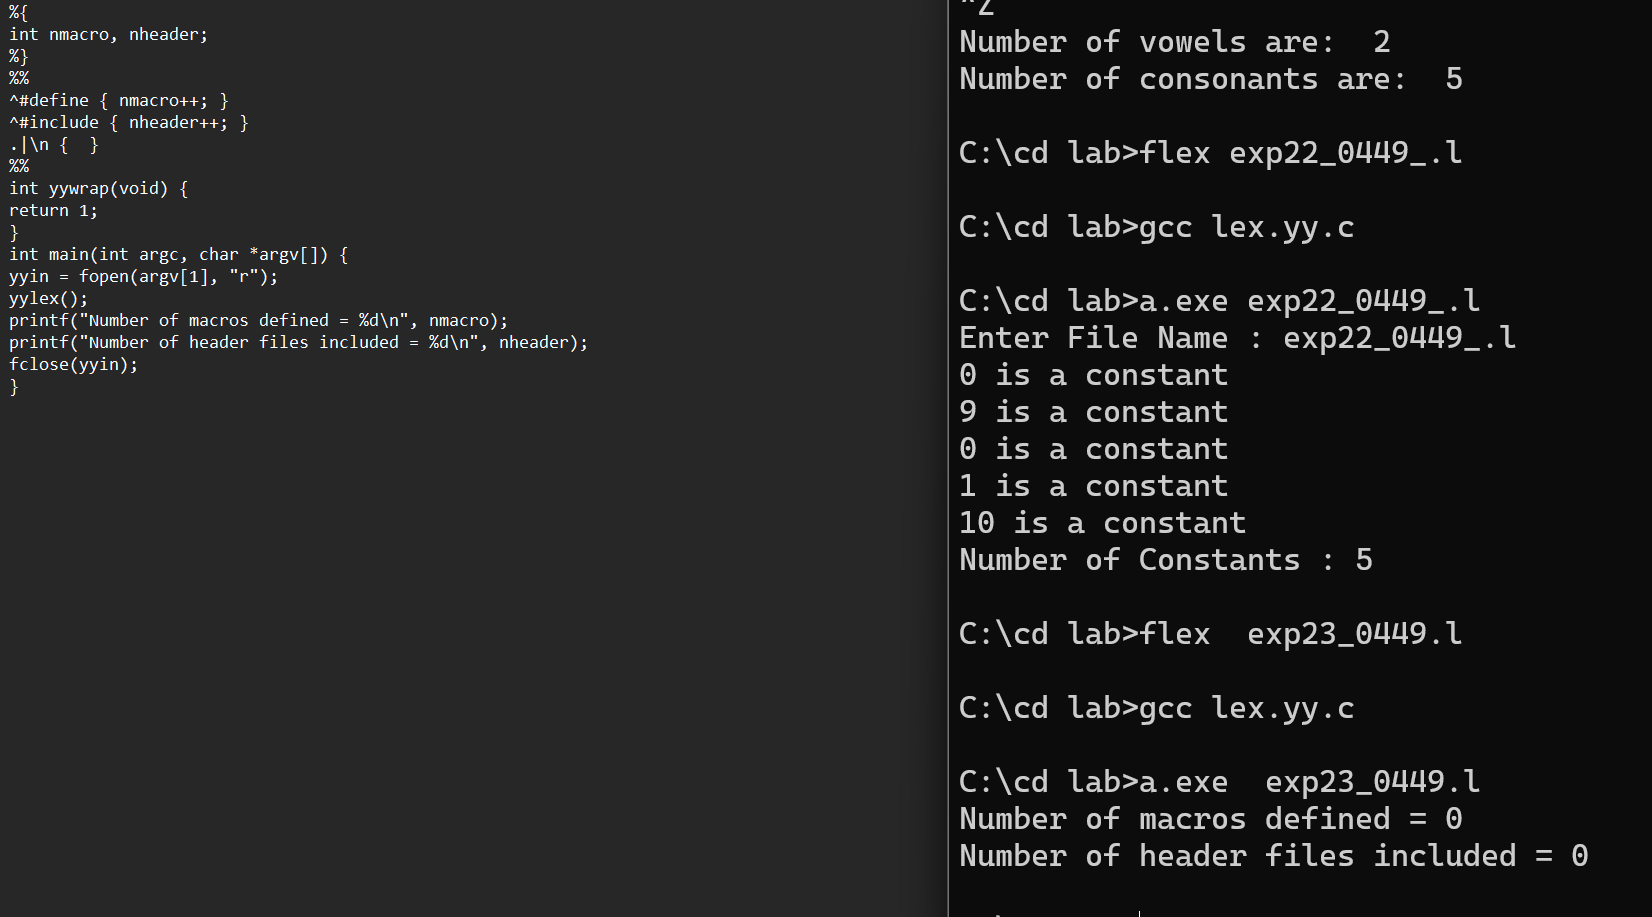 %{
int nmacro, nheader;
%}
%%
^#define { nmacro++; }
^#include { nheader++; }
.|\n {  }
%%
int yywrap(void) {
return 1;
}
int main(int argc, char *argv[]) {
yyin = fopen(argv[1], "r");
yylex();
printf("Number of macros defined = %d\n", nmacro);
printf("Number of header files included = %d\n", nheader);
fclose(yyin);
}
^Z
Number of vowels are:  2
Number of consonants are:  5
C:\cd lab>flex exp22_0449_.l
C:\cd lab>gcc lex.yy.c
C:\cd lab>a.exe exp22_0449_.l
Enter File Name : exp22_0449_.l
0 is a constant
9 is a constant
0 is a constant
1 is a constant
10 is a constant
Number of Constants : 5
C:\cd lab>flex  exp23_0449.l
C:\cd lab>gcc lex.yy.c
C:\cd lab>a.exe  exp23_0449.l
Number of macros defined = 0
Number of header files included = 0